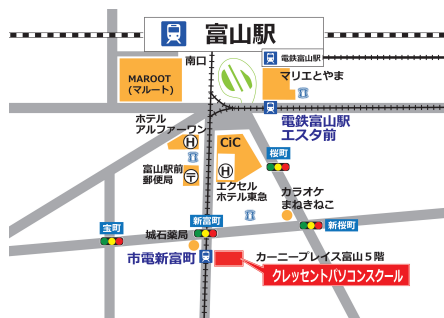 富山駅
南口
電鉄富山駅
マリエとやま
MAROOT
(マルート)
電鉄富山駅
エスタ前
ホテル
アルファーワン
H
CiC
桜町
富山駅前
郵便局
〒
H
エクセル
ホテル東急
カラオケ
まねきねこ
宝町
新富町
新桜町
城石薬局
市電新富町
カーニープレイス富山5階
クレッセントパソコンスクール